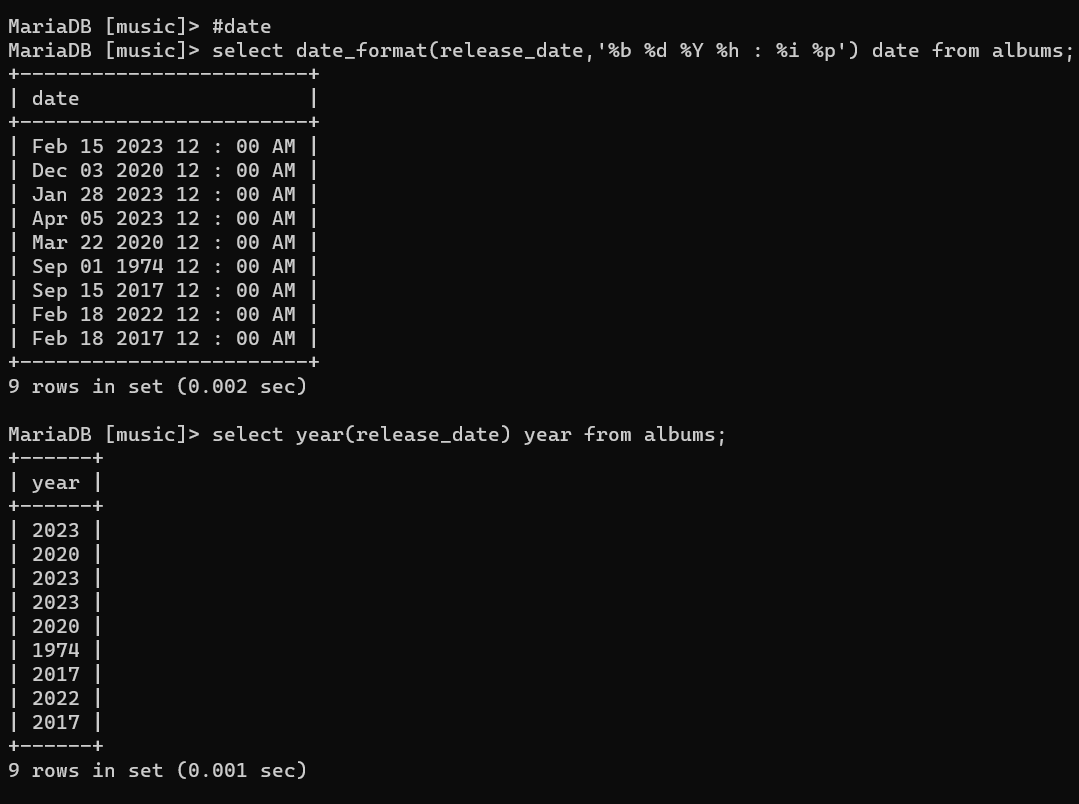 MariaDB [music]> #date
MariaDB [music]> select date_format(release_date,'%b %d %Y %h : %i %p') date from albums;
+------------------------+
| date                   |
+------------------------+
| Feb 15 2023 12 : 00 AM |
| Dec 03 2020 12 : 00 AM |
| Jan 28 2023 12 : 00 AM |
| Apr 05 2023 12 : 00 AM |
| Mar 22 2020 12 : 00 AM |
| Sep 01 1974 12 : 00 AM |
| Sep 15 2017 12 : 00 AM |
| Feb 18 2022 12 : 00 AM |
| Feb 18 2017 12 : 00 AM |
+------------------------+
9 rows in set (0.002 sec)

MariaDB [music]> select year(release_date) year from albums;
+------+
| year |
+------+
| 2023 |
| 2020 |
| 2023 |
| 2023 |
| 2020 |
| 1974 |
| 2017 |
| 2022 |
| 2017 |
+------+
9 rows in set (0.001 sec)